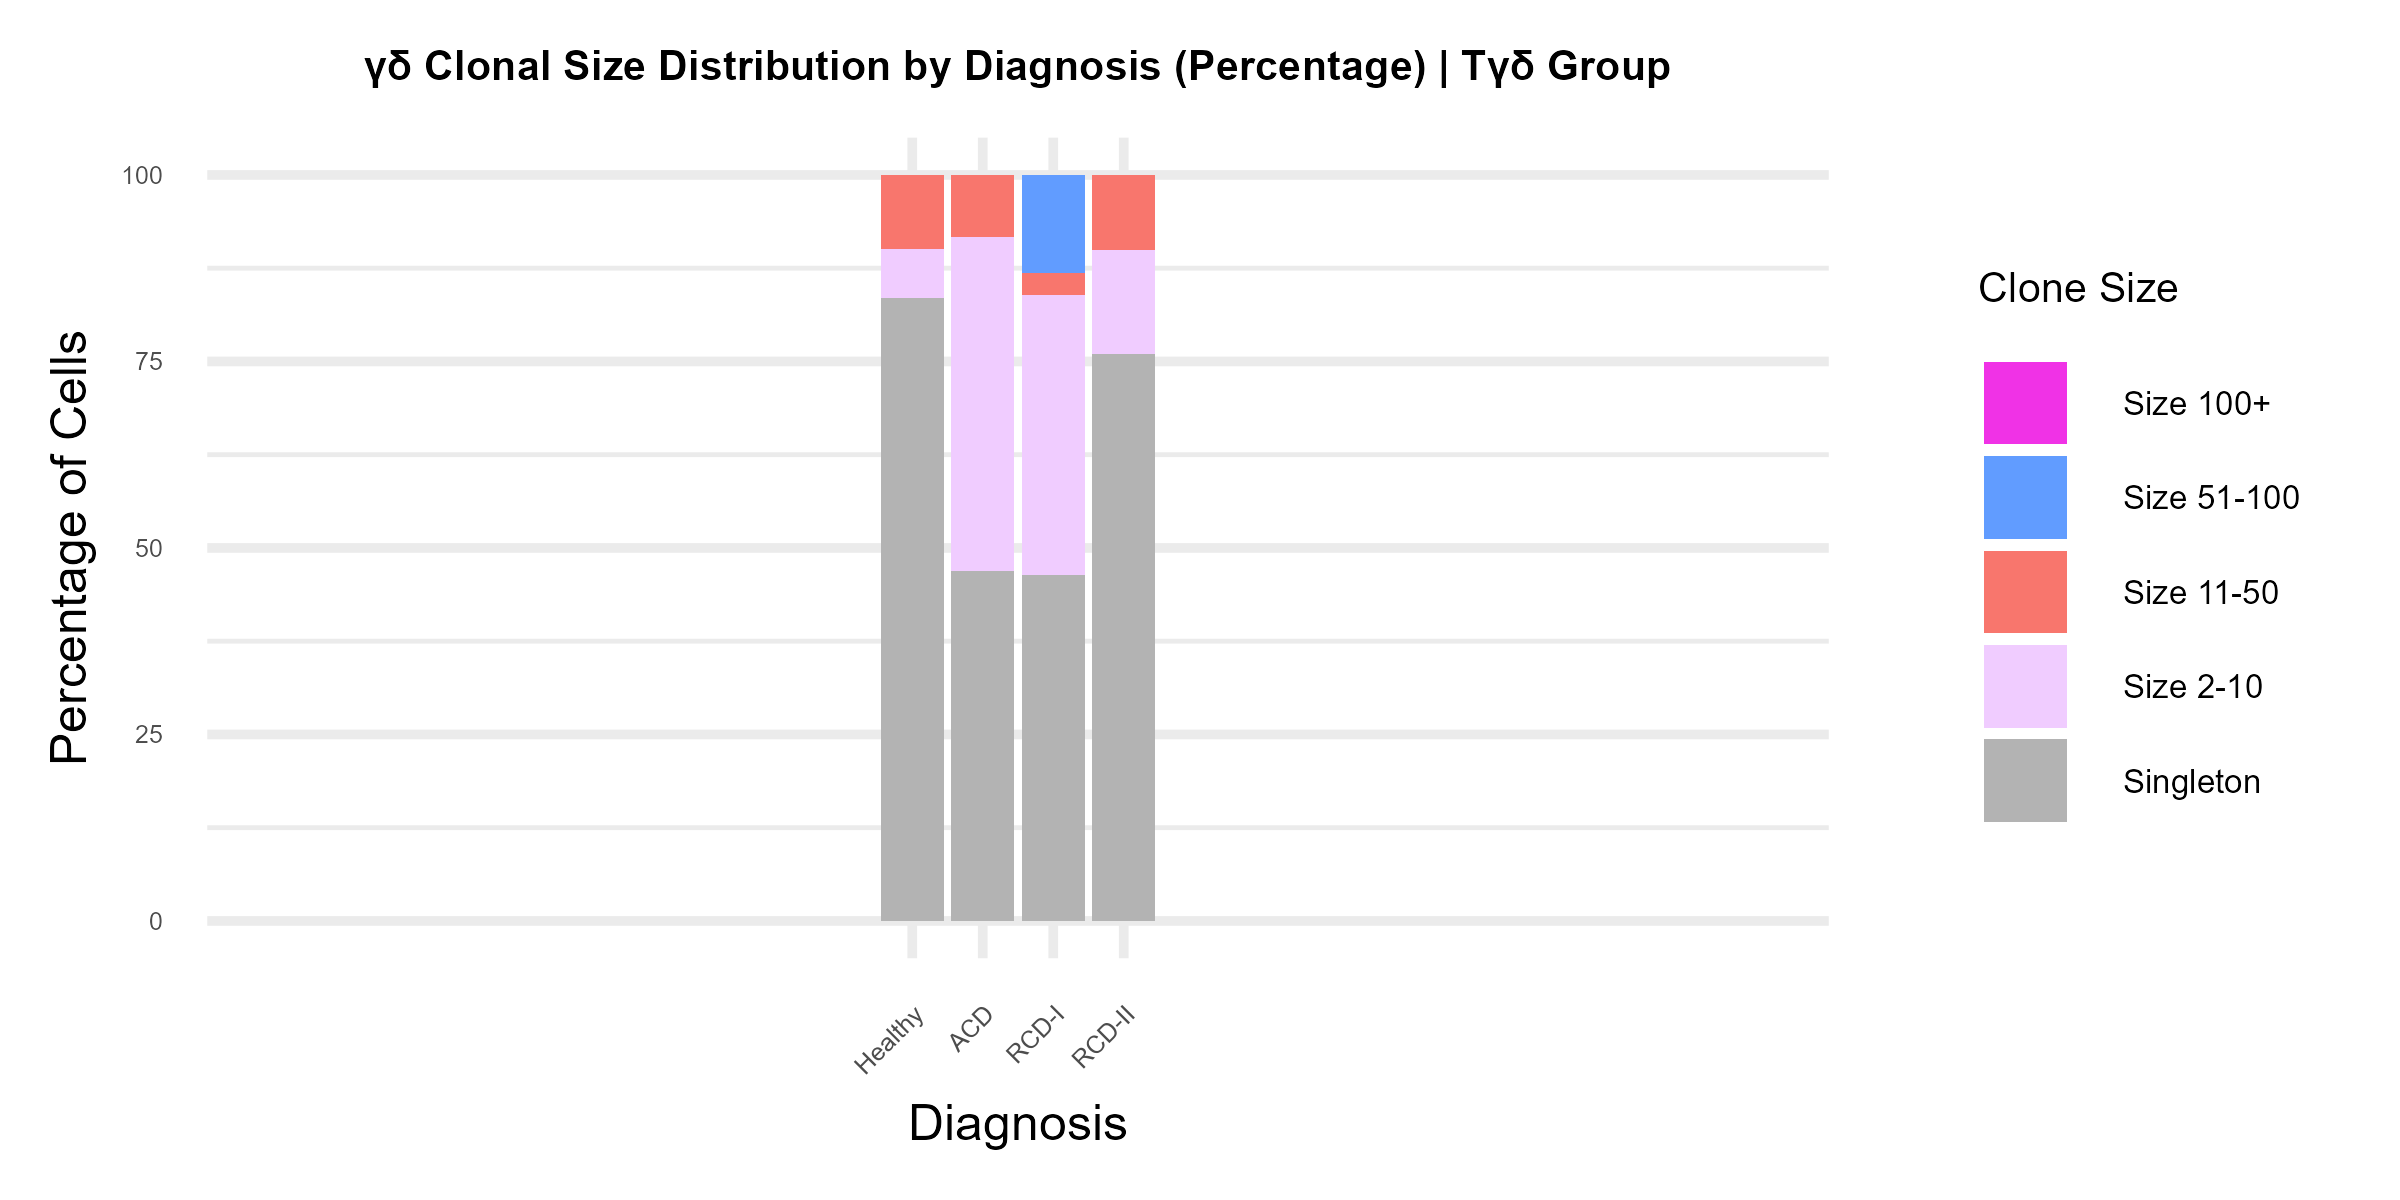 γδ Clonal Size Distribution by Diagnosis (Percentage) | Tγδ Group
Percentage of Cells
100
75
50
25
0
Healthy
ACD
RCD-I
RCD-II
Diagnosis
Clone Size
Size 100+
Size 51-100
Size 11-50
Size 2-10
Singleton